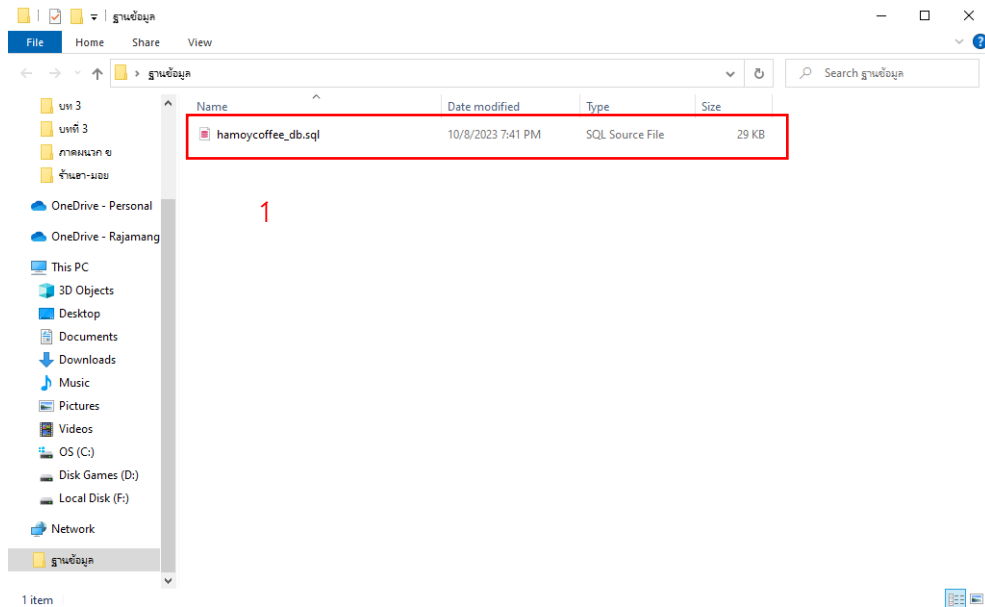 ฐานข้อมูล
File Home Share View
ฐานข้อมูล Search ฐานข้อมูล
Name Date modified Type Size
hamoycoffee_db.sql 10/8/2023 7:41 PM SQL Source File 29 KB
1
บท 3
บทที่ 3
ภาคผนวก ข
ร้านฮา-มอย
OneDrive - Personal
OneDrive - Rajamang
This PC
3D Objects
Desktop
Documents
Downloads
Music
Pictures
Videos
OS (C:)
Disk Games (D:)
Local Disk (F:)
Network
ฐานข้อมูล
1 item